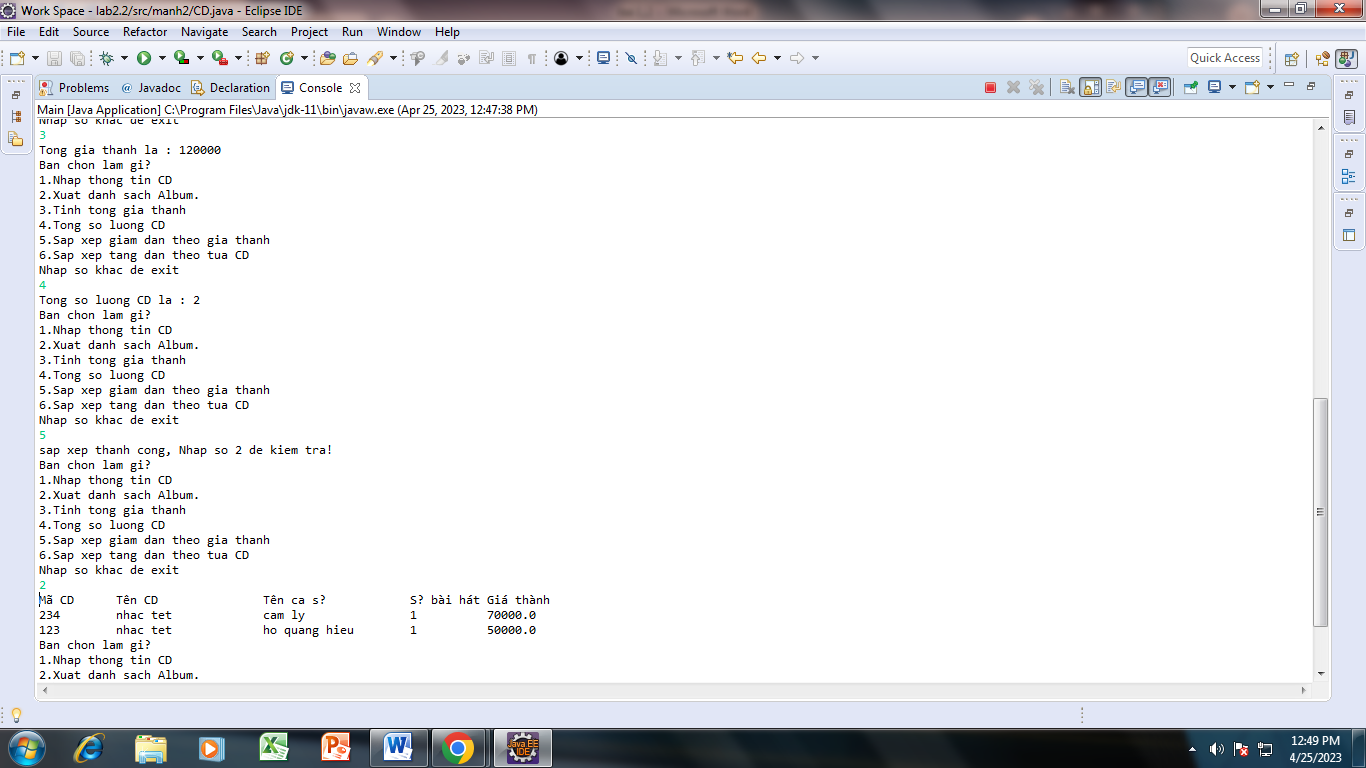 Work Space - lab2.2/src/manh2/CD.java - Eclipse IDE
File Edit Source Refactor Navigate Search Project Run Window Help
Quick Access
Problems @ Javadoc Declaration Console
Main [Java Application] C:\Program Files\Java\jdk-11\bin\javaw.exe (Apr 25, 2023, 12:47:38 PM)
Nhap so khac de exit
3
Tong gia thanh la : 120000
Ban chon lam gi?
1.Nhap thong tin CD
2.Xuat danh sach Album.
3.Tinh tong gia thanh
4.Tong so luong CD
5.Sap xep giam dan theo gia thanh
6.Sap xep tang dan theo tua CD
Nhap so khac de exit
4
Tong so luong CD la : 2
Ban chon lam gi?
1.Nhap thong tin CD
2.Xuat danh sach Album.
3.Tinh tong gia thanh
4.Tong so luong CD
5.Sap xep giam dan theo gia thanh
6.Sap xep tang dan theo tua CD
Nhap so khac de exit
5
sap xep thanh cong, Nhap so 2 de kiem tra!
Ban chon lam gi?
1.Nhap thong tin CD
2.Xuat danh sach Album.
3.Tinh tong gia thanh
4.Tong so luong CD
5.Sap xep giam dan theo gia thanh
6.Sap xep tang dan theo tua CD
Nhap so khac de exit
2
Mã CD Tên CD Tên ca s? S? bài hát Giá thành
234 nhac tet cam ly 1 70000.0
123 nhac tet ho quang hieu 1 50000.0
Ban chon lam gi?
1.Nhap thong tin CD
2.Xuat danh sach Album.
Java EE
IDE
12:49 PM
4/25/2023